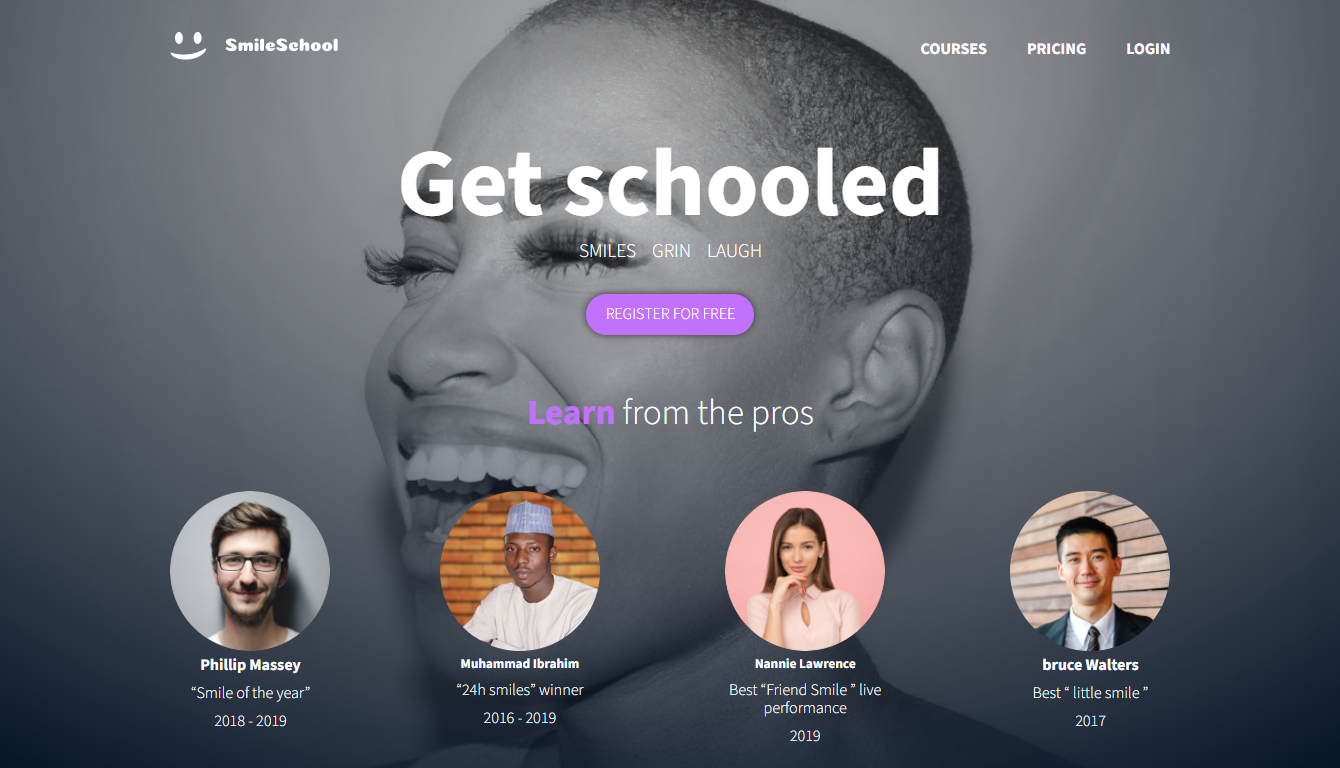 SmileSchool
COURSES PRICING LOGIN
Get schooled
SMILES GRIN LAUGH
REGISTER FOR FREE
Learn from the pros
Phillip Massey
“Smile of the year”
2018 - 2019
Muhammad Ibrahim
“24h smiles” winner
2016 - 2019
Nannie Lawrence
Best “Friend Smile ” live
performance
2019
bruce Walters
Best “ little smile ”
2017